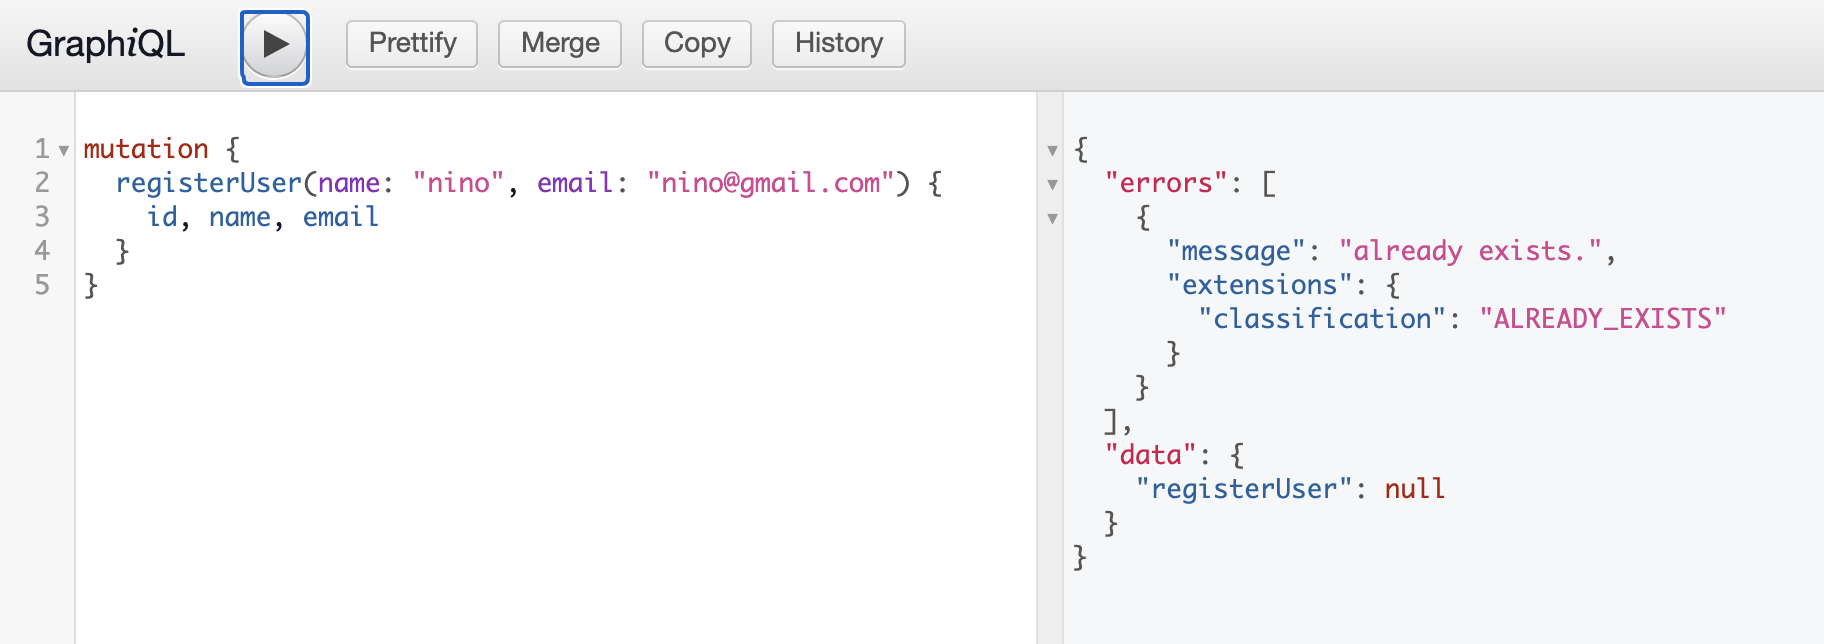 GraphiQL Prettify Merge Copy History
1 mutation {
2 registerUser(name: "nino", email: "nino@gmail.com") {
3 id, name, email
4 }
5 }
{
"errors": [
{
"message": "already exists.",
"extensions": {
"classification": "ALREADY_EXISTS"
}
}
],
"data": {
"registerUser": null
}
}